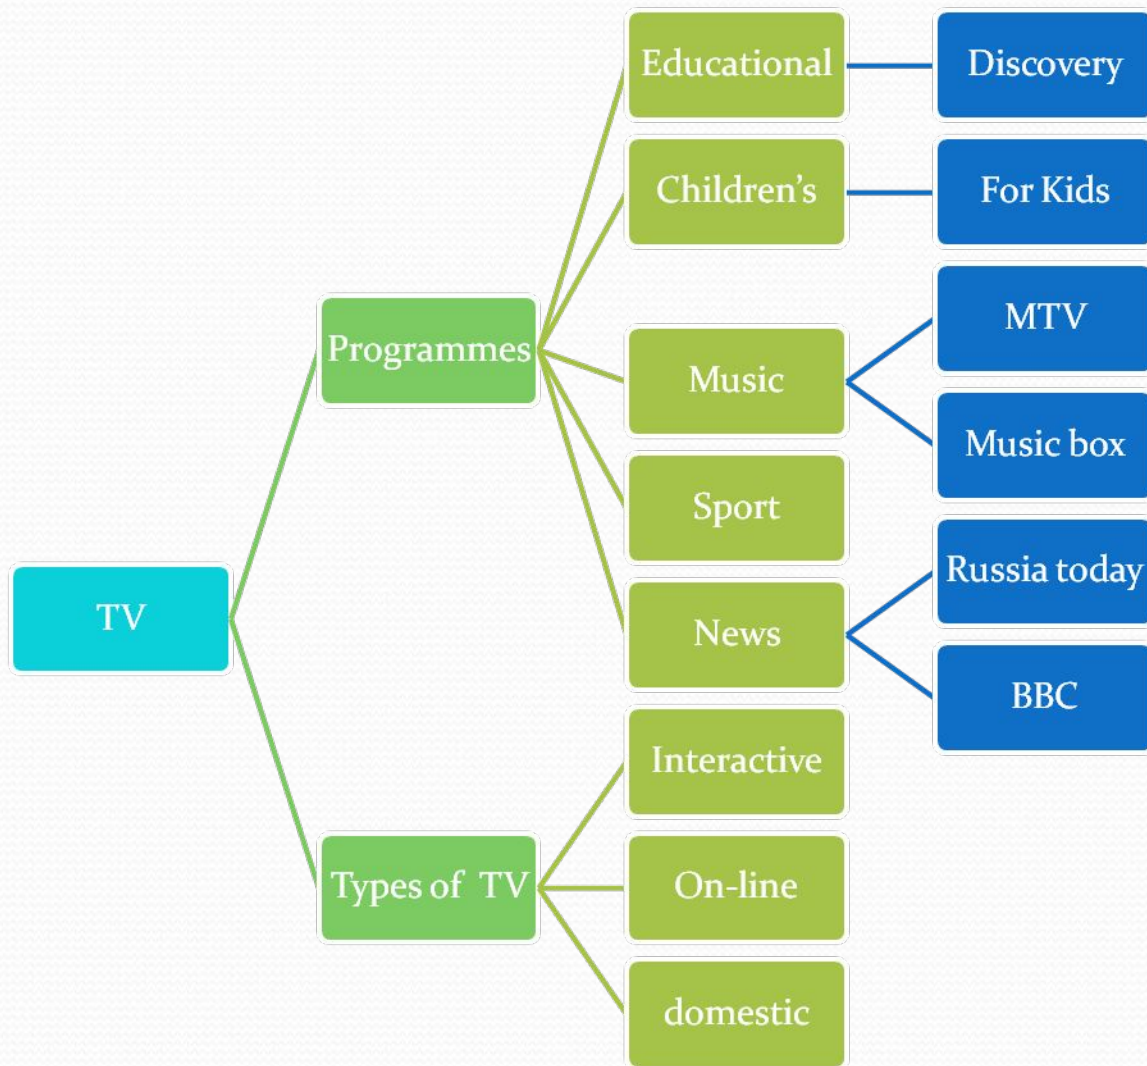 TV
Programmes
Educational
Discovery
Children's
For Kids
Music
MTV
Music box
Sport
News
Russia today
BBC
Types of TV
Interactive
On-line
domestic